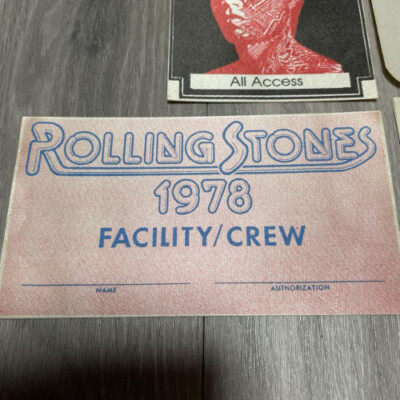 All Access
ROLLING STONES
1978
FACILITY/CREW
NAME AUTHORIZATION